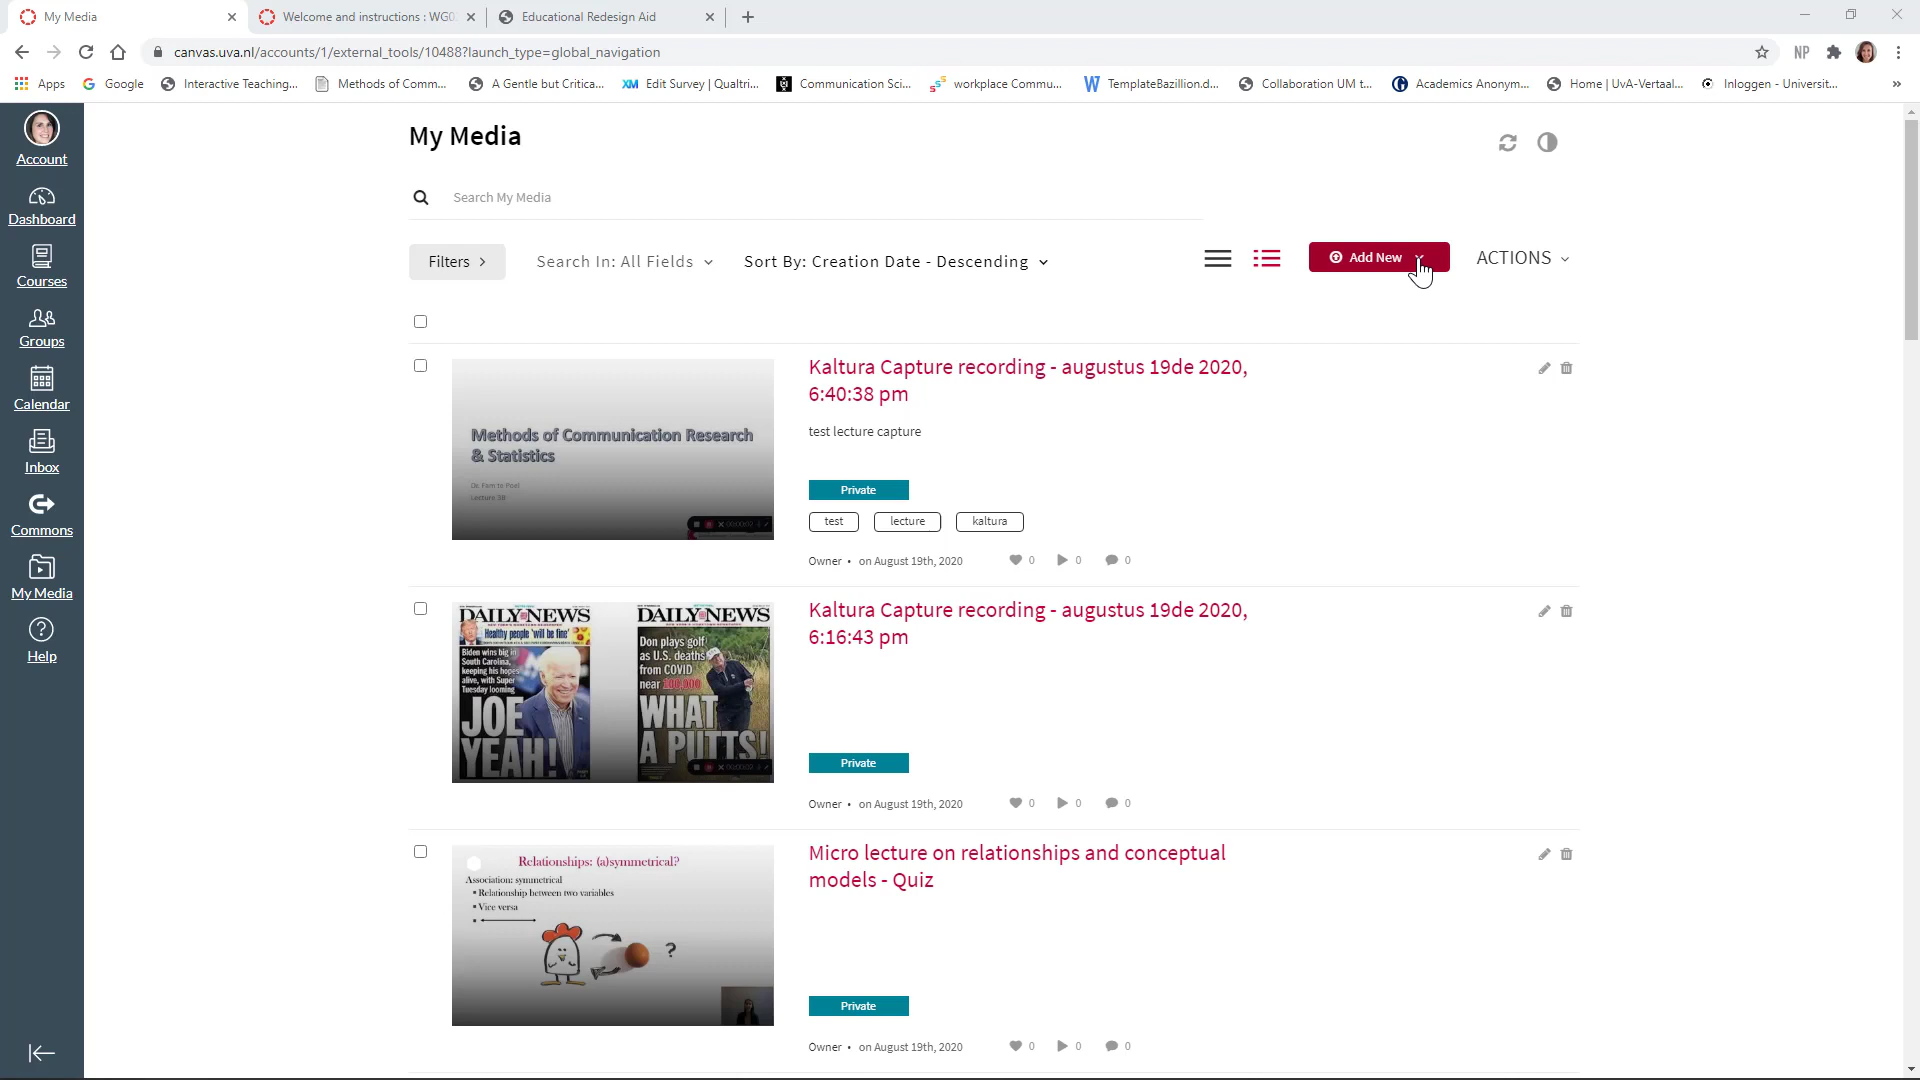 My Media
Welcome and instructions : WG0
Educational Redesign Aid
canvas.uva.nl/accounts/1/external_tools/10488?launch_type=global_navigation
NP
Apps
Google
Interactive Teaching...
Methods of Comm...
A Gentle but Critica...
XM Edit Survey | Qualtri...
Communication Sci...
workplace Commu...
TemplateBazillion.d...
Collaboration UM t...
Academics Anonym...
Home | UvA-Vertaal...
Inloggen - Universit...
»
Account
Dashboard
Courses
Groups
Calendar
Inbox
Commons
My Media
Help
My Media
Search My Media
Filters
Search In: All Fields
Sort By: Creation Date - Descending
Add New
ACTIONS
Methods of Communication Research
& Statistics
Lecture 3B
Kaltura Capture recording - augustus 19de 2020,
6:40:38 pm
test lecture capture
Private
test lecture kaltura
Owner • on August 19th, 2020 0 0 0
DAILY NEWS
Healthy people 'will be fine'
Biden wins big in
South Carolina,
keeping his hopes
alive, with Super
Tuesday looming
JOE
YEAH!
DAILY NEWS
Don plays golf
as U.S. deaths
from COVID
near 100,000
WHAT
A PUTTS!
Kaltura Capture recording - augustus 19de 2020,
6:16:43 pm
Private
Owner • on August 19th, 2020 0 0 0
Relationships: (a)symmetrical?
Association: symmetrical
• Relationship between two variables
• Vice versa
?
Micro lecture on relationships and conceptual
models - Quiz
Private
Owner • on August 19th, 2020 0 0 0